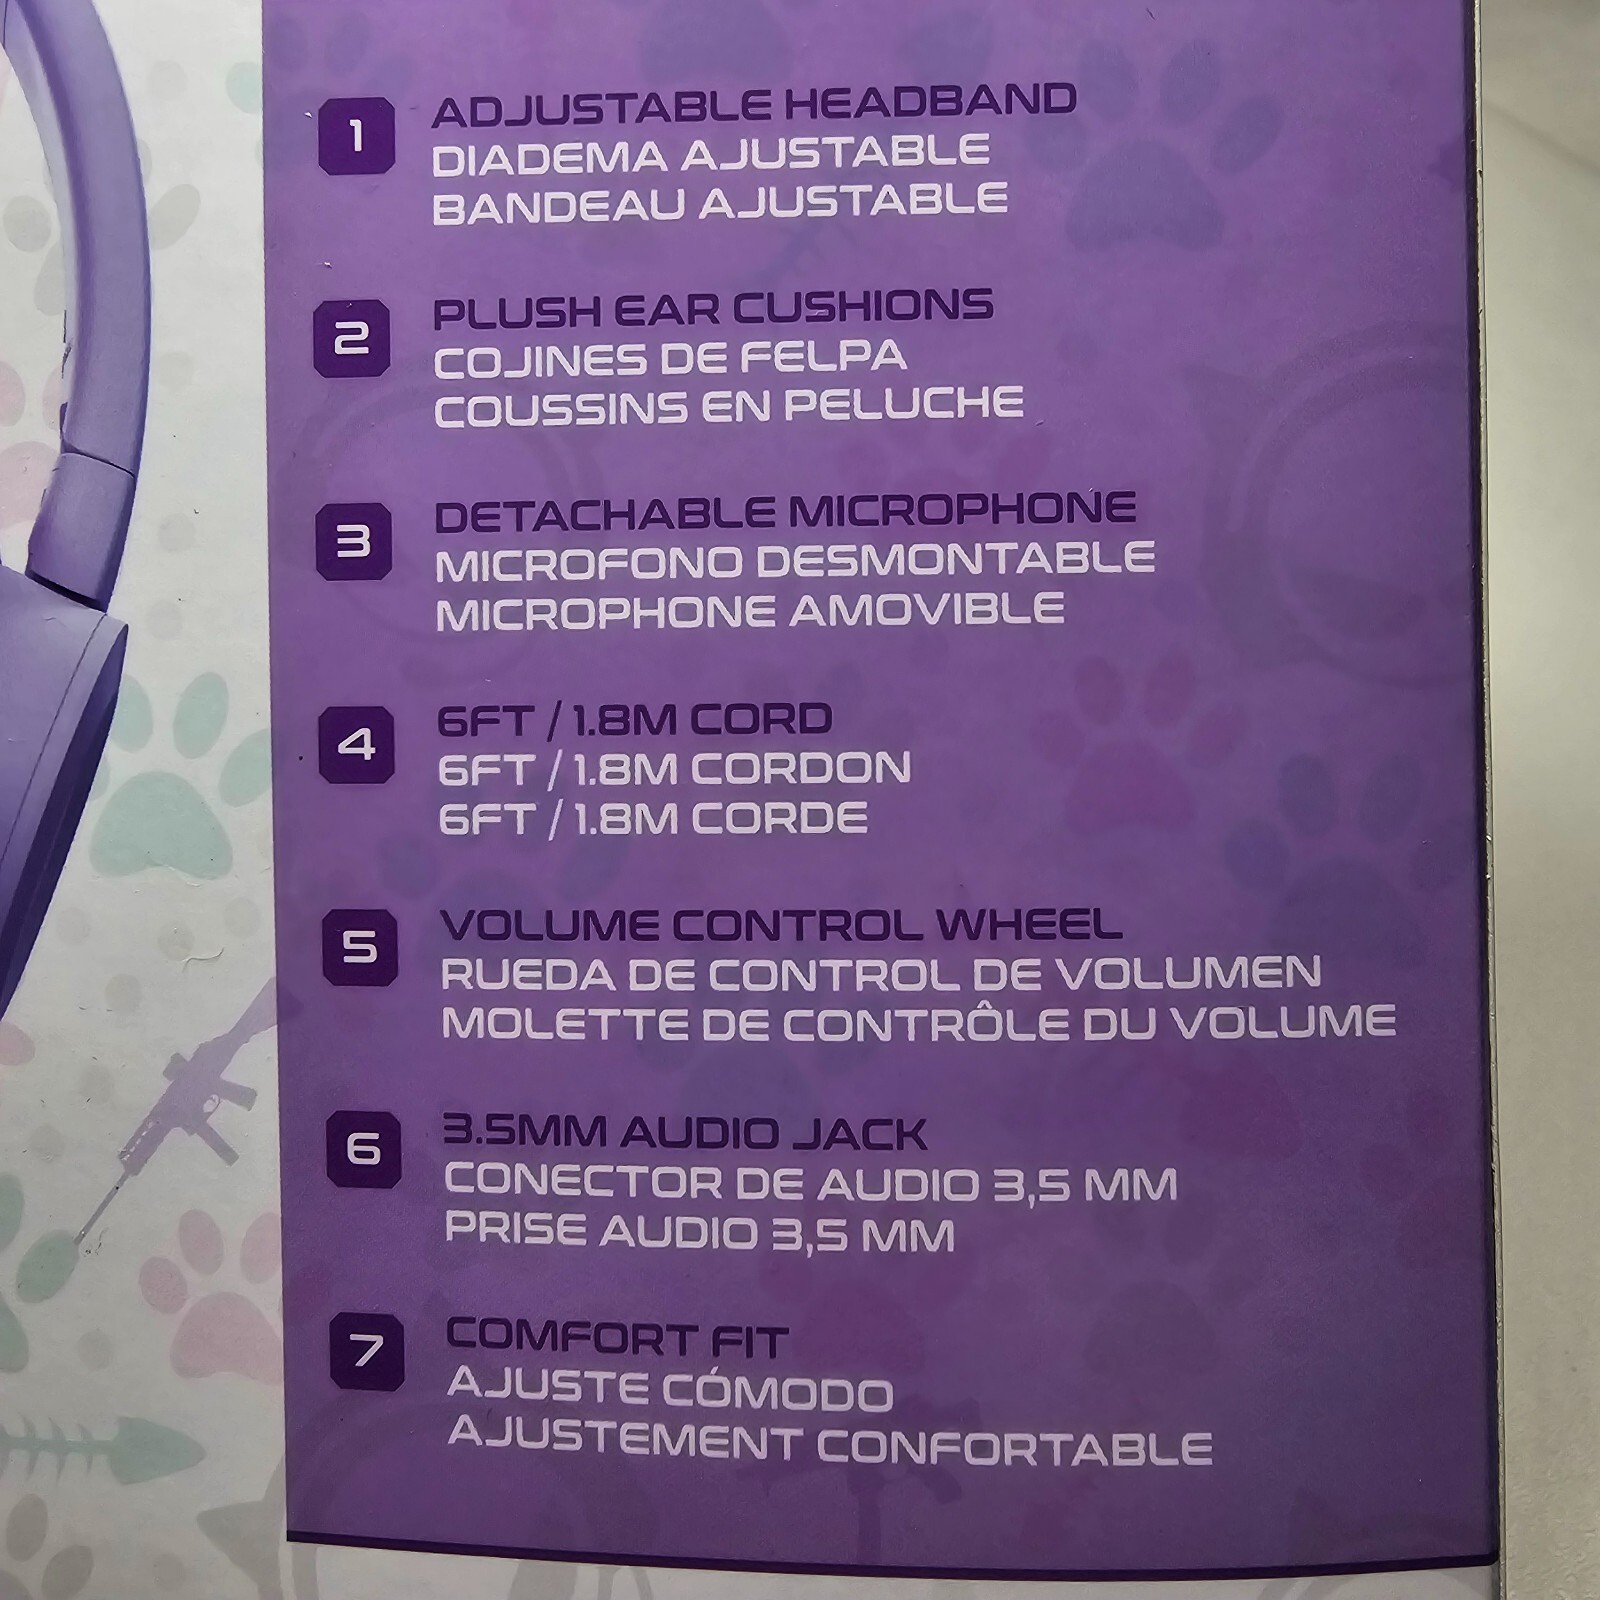 1
ADJUSTABLE HEADBAND
DIADEMA AJUSTABLE
BANDEAU AJUSTABLE
2
PLUSH EAR CUSHIONS
COJINES DE FELPA
COUSSINS EN PELUCHE
3
DETACHABLE MICROPHONE
MICROFONO DESMONTABLE
MICROPHONE AMOVIBLE
4
6FT / 1.8M CORD
6FT / 1.8M CORDON
6FT / 1.8M CORDE
5
VOLUME CONTROL WHEEL
RUEDA DE CONTROL DE VOLUMEN
MOLETTE DE CONTRÔLE DU VOLUME
6
3.5MM AUDIO JACK
CONECTOR DE AUDIO 3,5 MM
PRISE AUDIO 3,5 MM
7
COMFORT FIT
AJUSTE CÓMODO
AJUSTEMENT CONFORTABLE